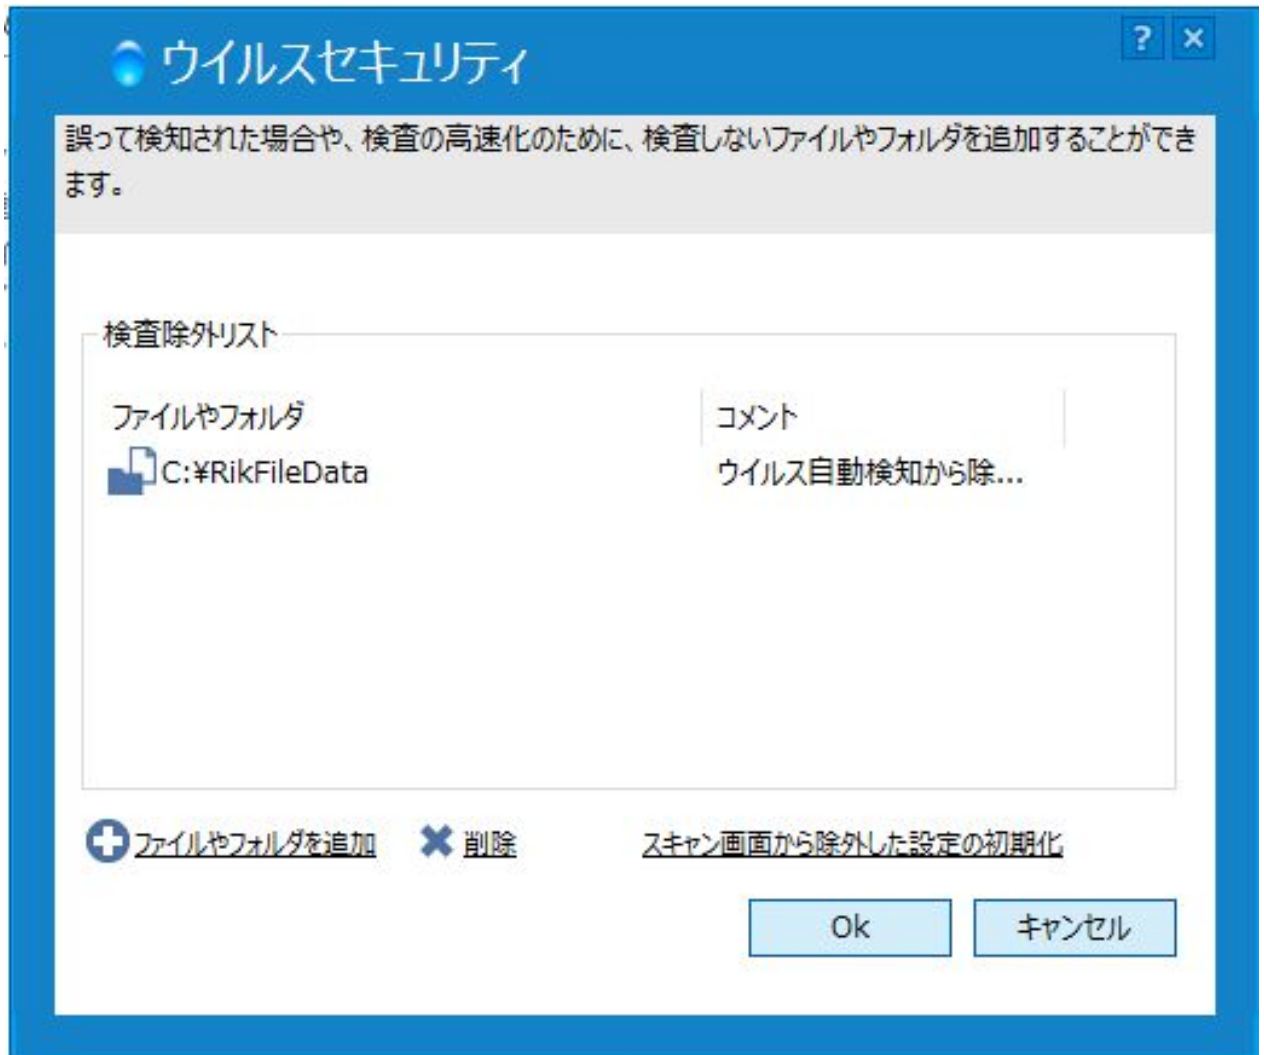 ウイルスセキュリティ
? ×
誤って検知された場合や、検査の高速化のために、検査しないファイルやフォルダを追加することができ
ます。
検査除外リスト
ファイルやフォルダ コメント
C:¥RikFileData ウイルス自動検知から除...
ファイルやフォルダを追加 削除 スキャン画面から除外した設定の初期化
Ok キャンセル